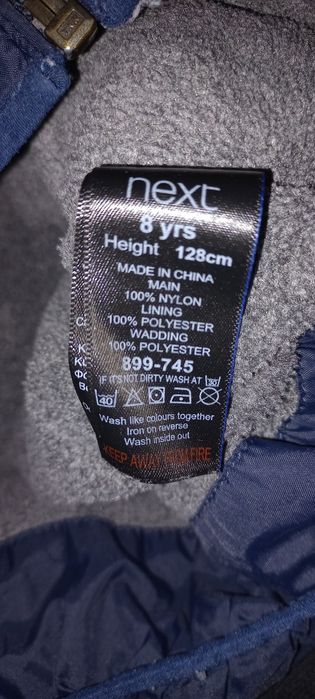 next
8 yrs
Height 128cm
MADE IN CHINA
MAIN
100% NYLON
LINING
100% POLYESTER
WADDING
100% POLYESTER
899-745
IF IT'S NOT DIRTY WASH AT 30
40
Wash like colours together
Iron on reverse
Wash inside out
KEEP AWAY FROM FIRE